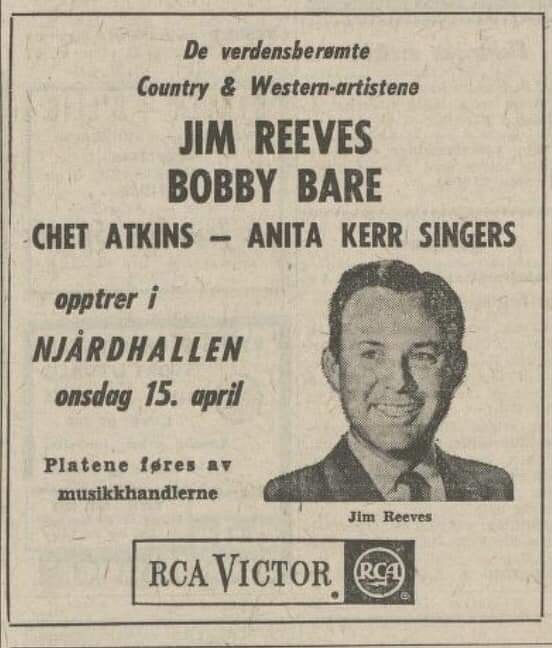 De verdensberømte
Country & Western-artistene
JIM REEVES
BOBBY BARE
CHET ATKINS — ANITA KERR SINGERS
opptrer i
NJÅRDHALLEN
onsdag 15. april
Platene føres av
musikkhandlerne
Jim Reeves
RCA VICTOR RCA ®